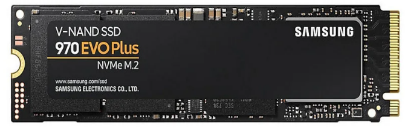 V-NAND SSD
970 EVO Plus
NVMe M.2
SAMSUNG
www.samsung.com/ssd
SAMSUNG ELECTRONICS CO., LTD.